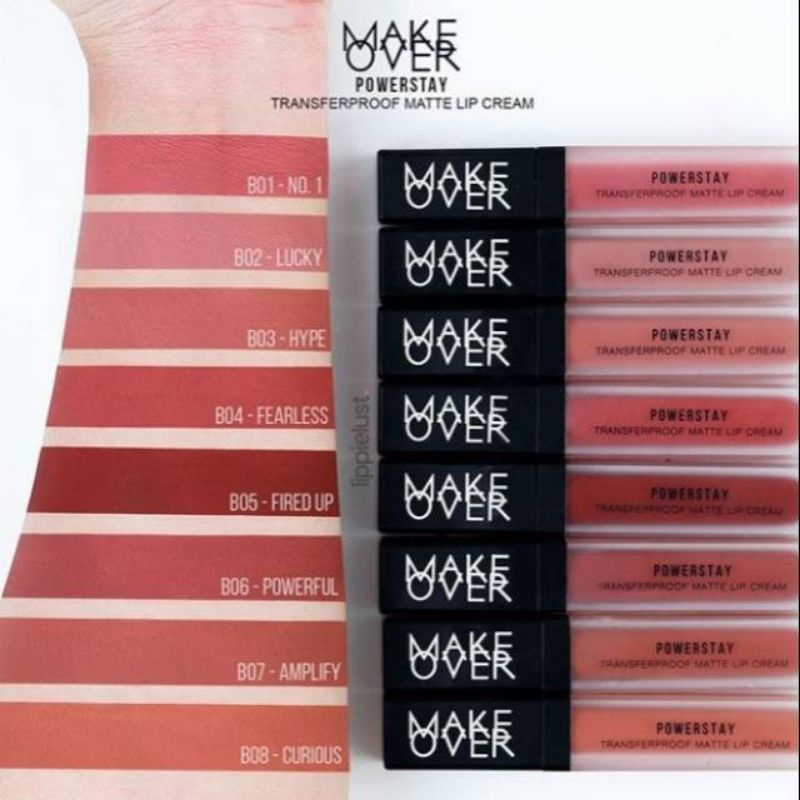 MAKE
OVER
POWERSTAY
TRANSFERPROOF MATTE LIP CREAM
B01 - NO. 1
B02 - LUCKY
B03 - HYPE
B04 - FEARLESS
B05 - FIRED UP
B06 - POWERFUL
B07 - AMPLIFY
B08 - CURIOUS
lippielust.
MAKE
OVER
POWERSTAY
TRANSFERPROOF MATTE LIP CREAM
MAKE
OVER
POWERSTAY
TRANSFERPROOF MATTE LIP CREAM
MAKE
OVER
POWERSTAY
TRANSFERPROOF MATTE LIP CREAM
MAKE
OVER
POWERSTAY
TRANSFERPROOF MATTE LIP CREAM
MAKE
OVER
POWERSTAY
TRANSFERPROOF MATTE LIP CREAM
MAKE
OVER
POWERSTAY
TRANSFERPROOF MATTE LIP CREAM
MAKE
OVER
POWERSTAY
TRANSFERPROOF MATTE LIP CREAM
MAKE
OVER
POWERSTAY
TRANSFERPROOF MATTE LIP CREAM